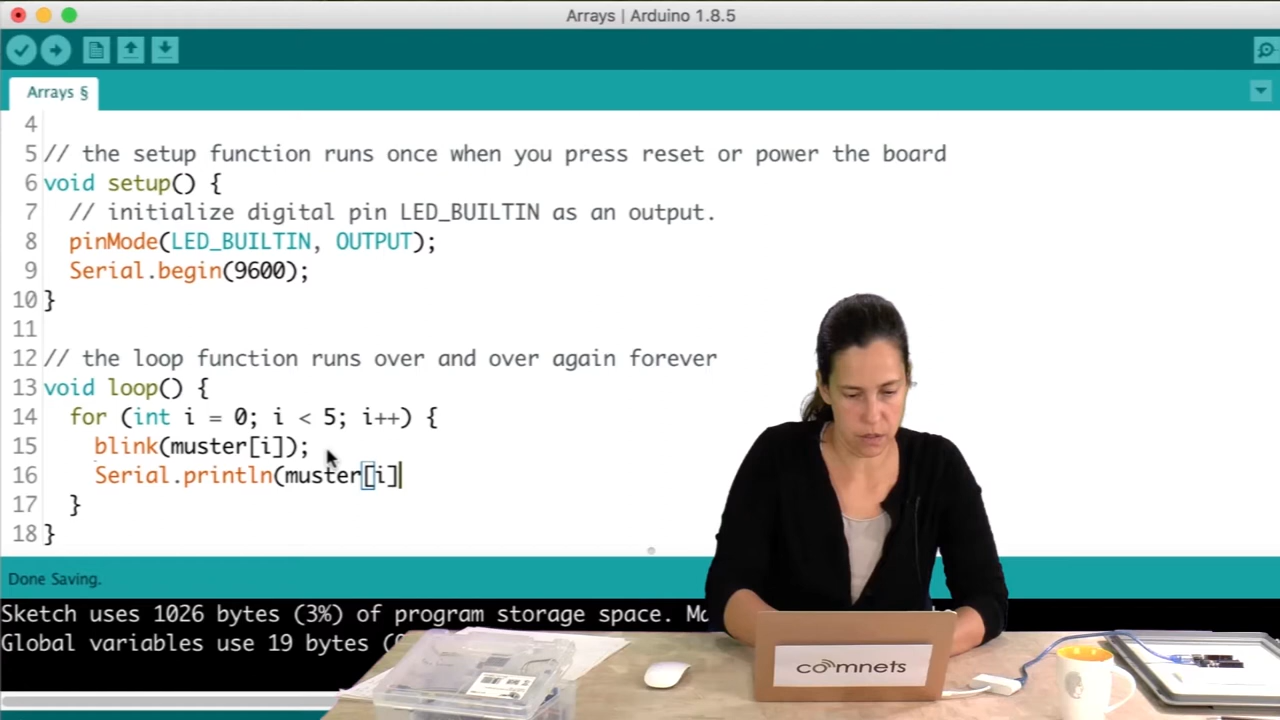 Arrays | Arduino 1.8.5
Arrays §
4
5 // the setup function runs once when you press reset or power the board
6 void setup() {
7 // initialize digital pin LED_BUILTIN as an output.
8 pinMode(LED_BUILTIN, OUTPUT);
9 Serial.begin(9600);
10 }
11
12 // the loop function runs over and over again forever
13 void loop() {
14 for (int i = 0; i < 5; i++) {
15 blink(muster[i]);
16 Serial.println(muster[i]
17 }
18 }
Done Saving.
Sketch uses 1026 bytes (3%) of program storage space.
Global variables use 19 bytes
comnets